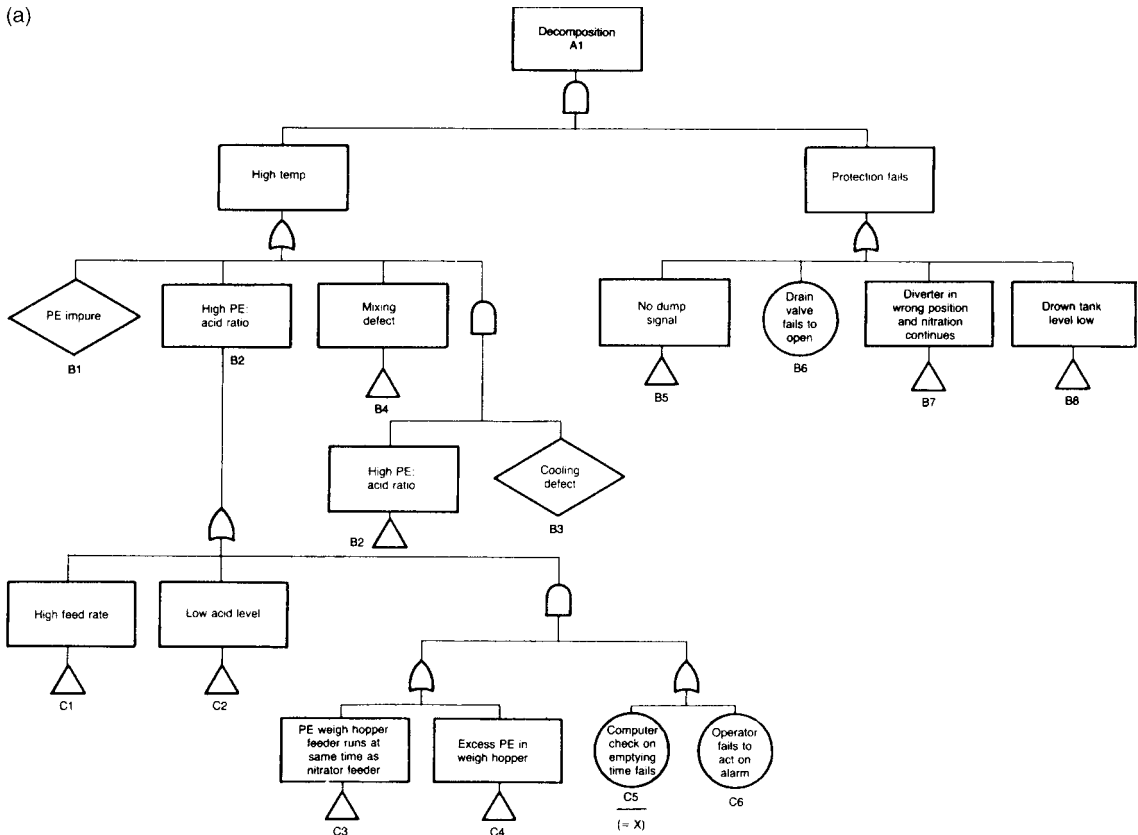 (a)
Decomposition
A1
High temp
Protection fails
PE impure
B1
High PE:
acid ratio
B2
Mixing
defect
B4
No dump
signal
B5
Drain
valve
fails to
open
B6
Diverter in
wrong position
and nitration
continues
B7
Drown tank
level low
B8
High PE:
acid ratio
B2
Cooling
defect
B3
High feed rate
C1
Low acid level
C2
PE weigh hopper
feeder runs at
same time as
nitrator feeder
C3
Excess PE in
weigh hopper
C4
Computer
check on
emptying
time fails
C5
(= X)
Operator
fails to
act on
alarm
C6